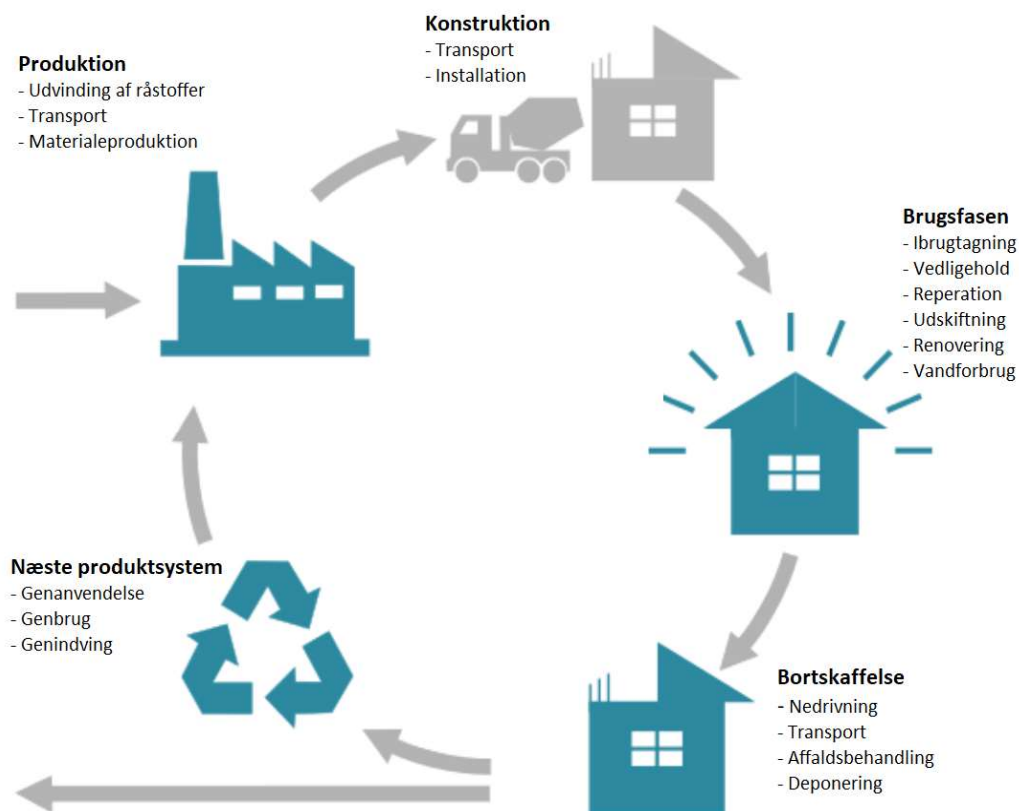 Produktion
- Udvinding af råstoffer
- Transport
- Materialeproduktion
Konstruktion
- Transport
- Installation
Brugsfasen
- Ibrugtagning
- Vedligehold
- Reperation
- Udskiftning
- Renovering
- Vandforbrug
Bortskaffelse
- Nedrivning
- Transport
- Affaldsbehandling
- Deponering
Næste produktsystem
- Genanvendelse
- Genbrug
- Genindving